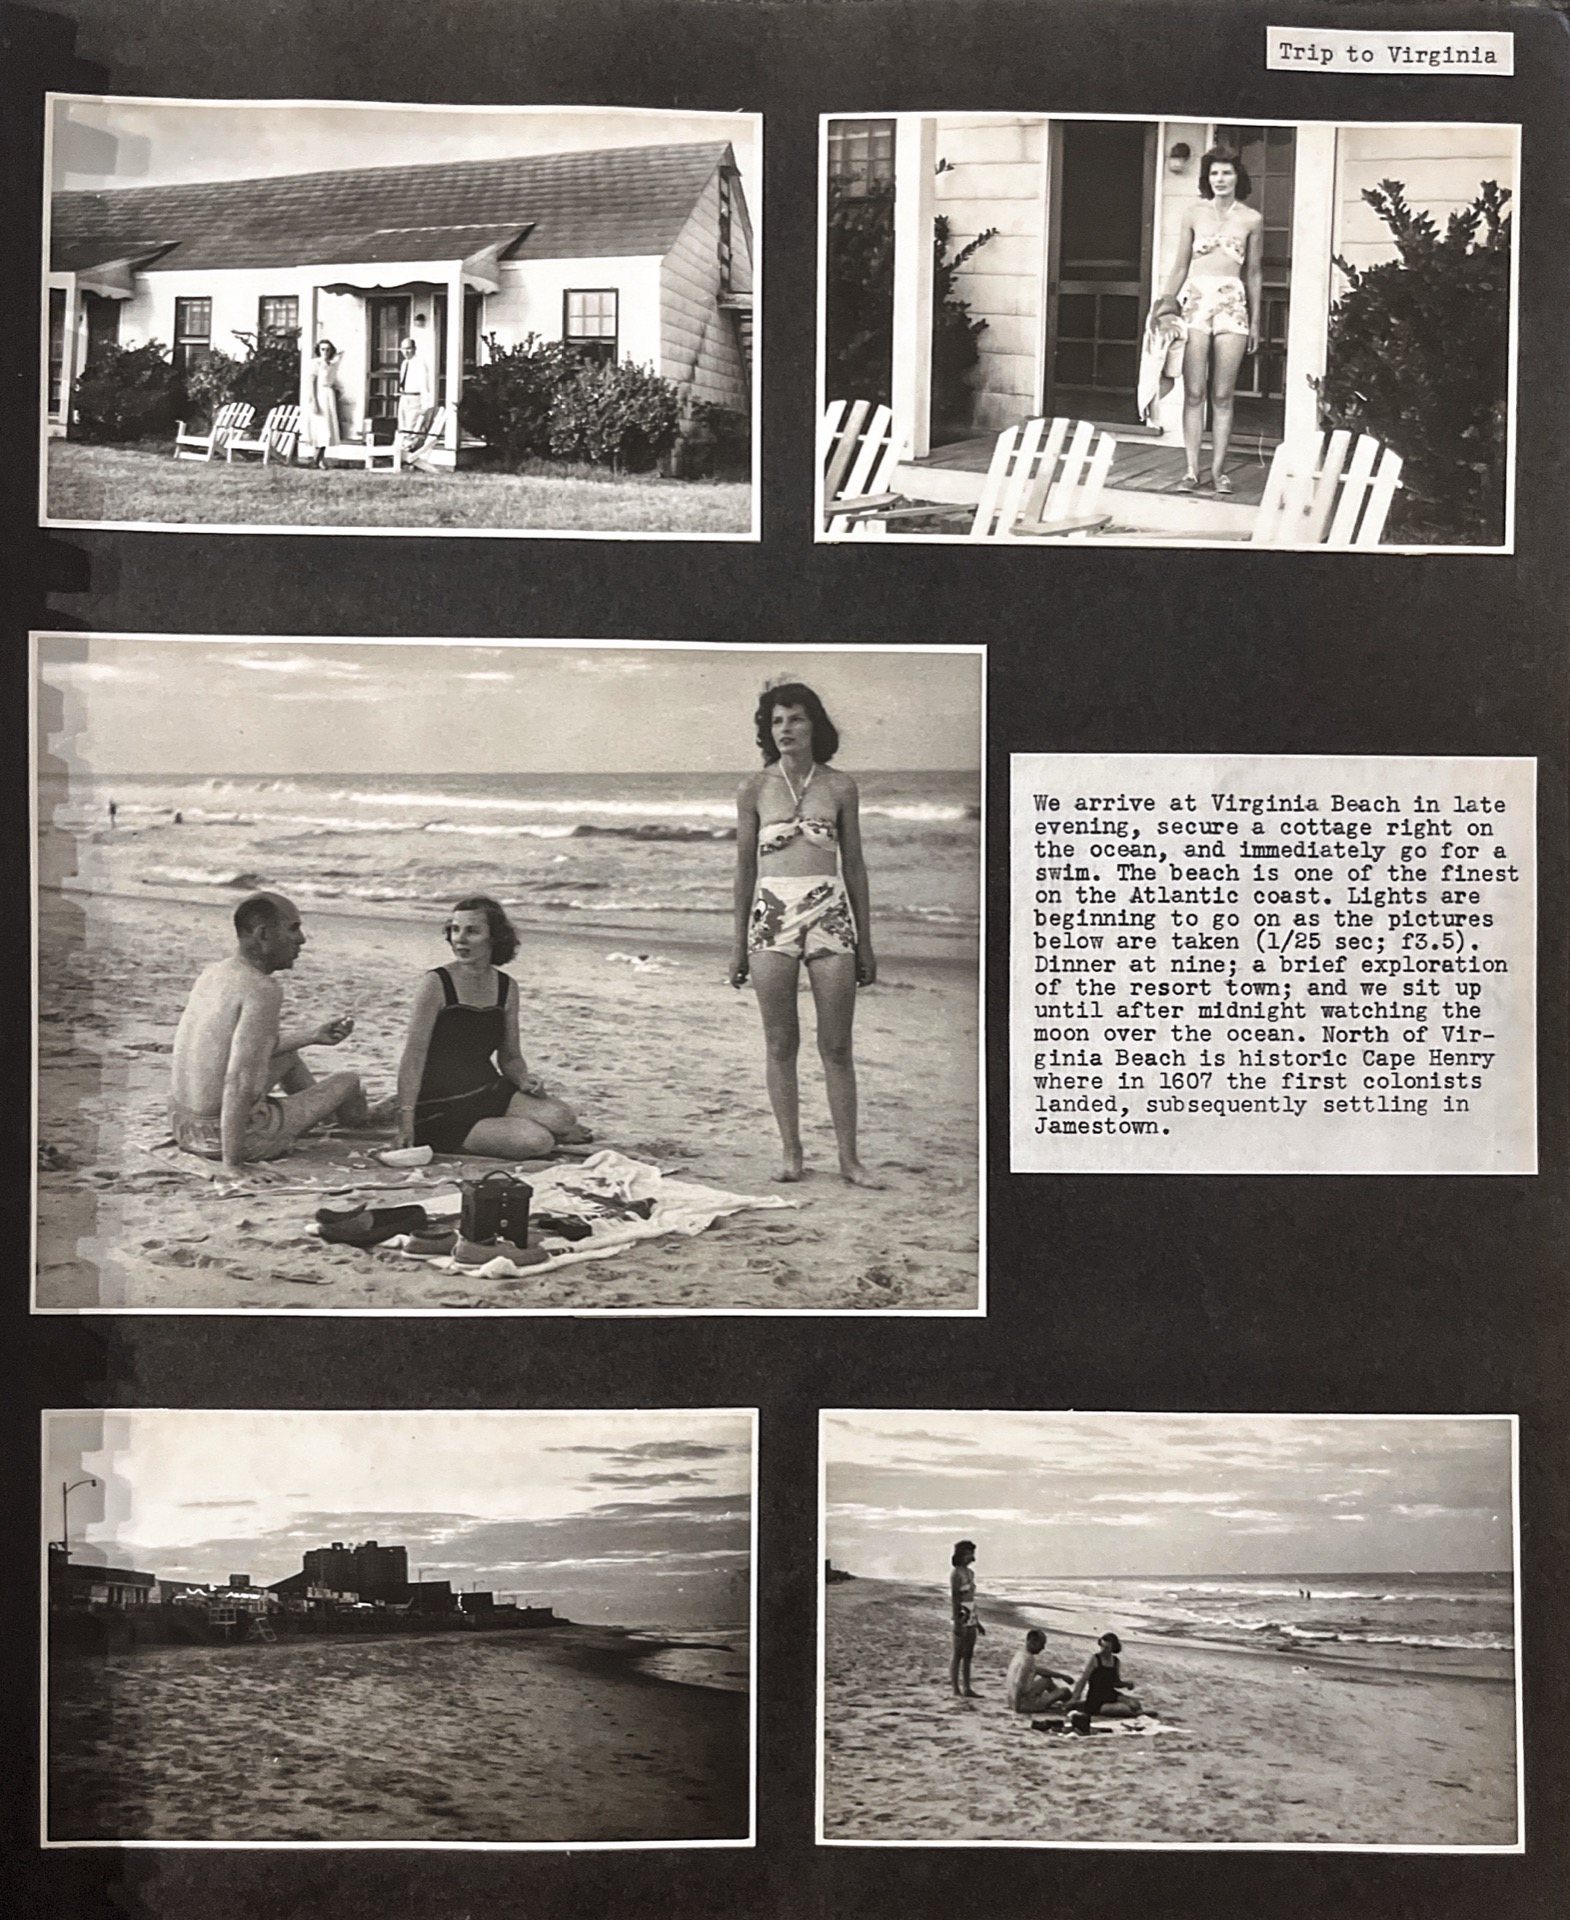 Trip to Virginia
We arrive at Virginia Beach in late
evening, secure a cottage right on
the ocean, and immediately go for a
swim. The beach is one of the finest
on the Atlantic coast. Lights are
beginning to go on as the pictures
below are taken (1/25 sec; f3.5).
Dinner at nine; a brief exploration
of the resort town; and we sit up
until after midnight watching the
moon over the ocean. North of Vir-
ginia Beach is historic Cape Henry
where in 1607 the first colonists
landed, subsequently settling in
Jamestown.